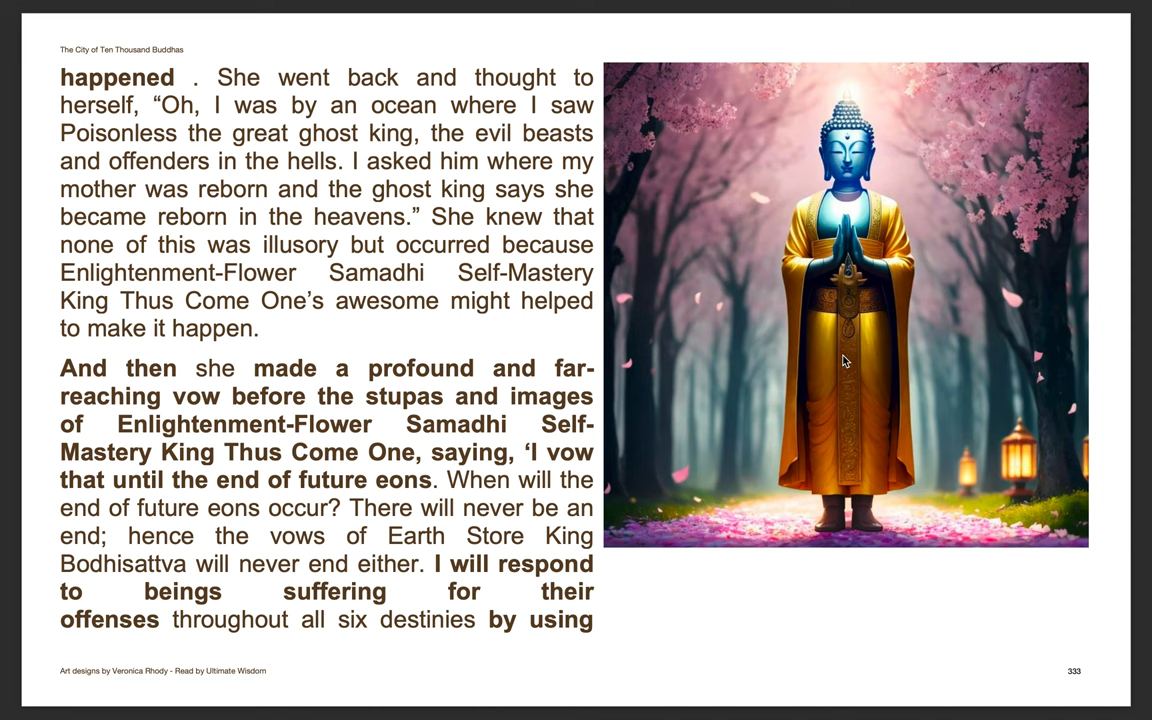 The City of Ten Thousand Buddhas
happened . She went back and thought to
herself, “Oh, I was by an ocean where I saw
Poisonless the great ghost king, the evil beasts
and offenders in the hells. I asked him where my
mother was reborn and the ghost king says she
became reborn in the heavens.” She knew that
none of this was illusory but occurred because
Enlightenment-Flower Samadhi Self-Mastery
King Thus Come One’s awesome might helped
to make it happen.
And then she made a profound and far-
reaching vow before the stupas and images
of Enlightenment-Flower Samadhi Self-
Mastery King Thus Come One, saying, ‘I vow
that until the end of future eons. When will the
end of future eons occur? There will never be an
end; hence the vows of Earth Store King
Bodhisattva will never end either. I will respond
to beings suffering for their
offenses throughout all six destinies by using
Art designs by Veronica Rhody - Read by Ultimate Wisdom
333